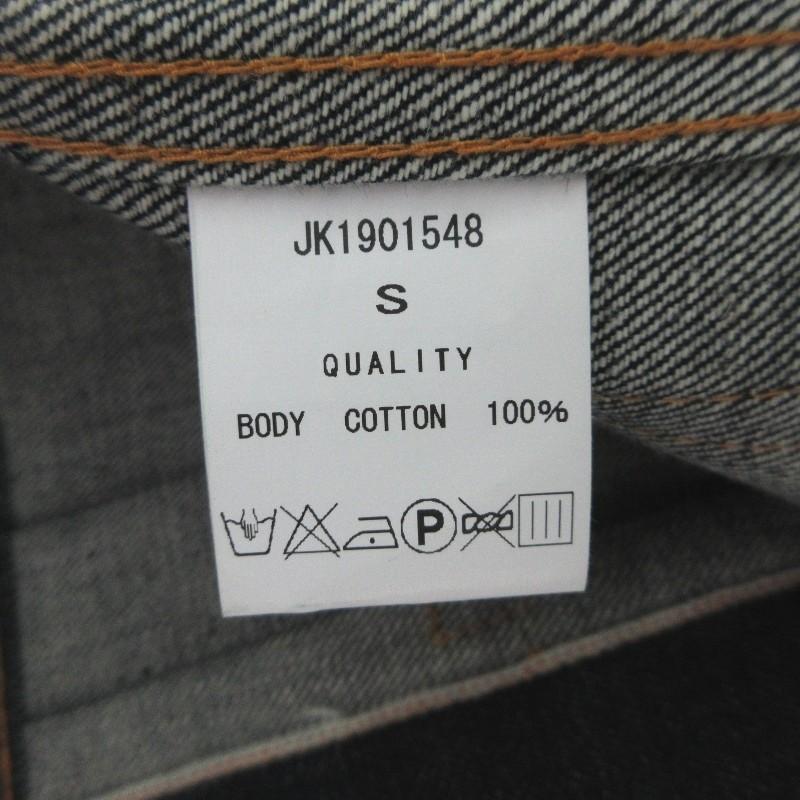 JK1901548
S
QUALITY
BODY COTTON 100%
P